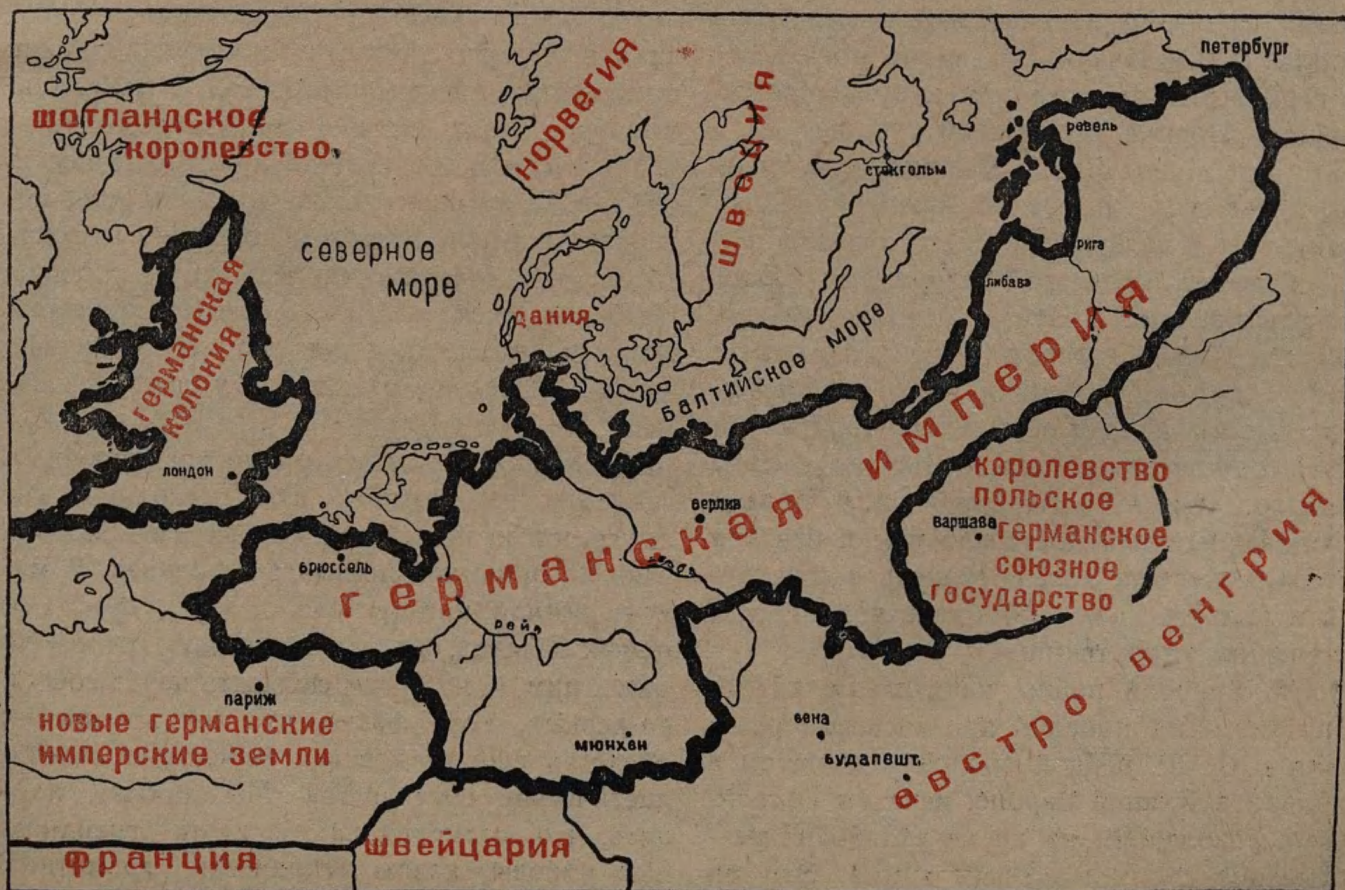 петербург
шотландское
королевство
норвегия
швеция
ревель
стокгольм
северное
море
рига
либава
германская
колония
дания
балтийское море
лондон
германская империя
берлин
королевство
польское
варшава
германское
союзное
государство
брюссель
рейн
париж
новые германские
имперские земли
вена
мюнхен
будапешт
австро венгрия
франция
швейцария